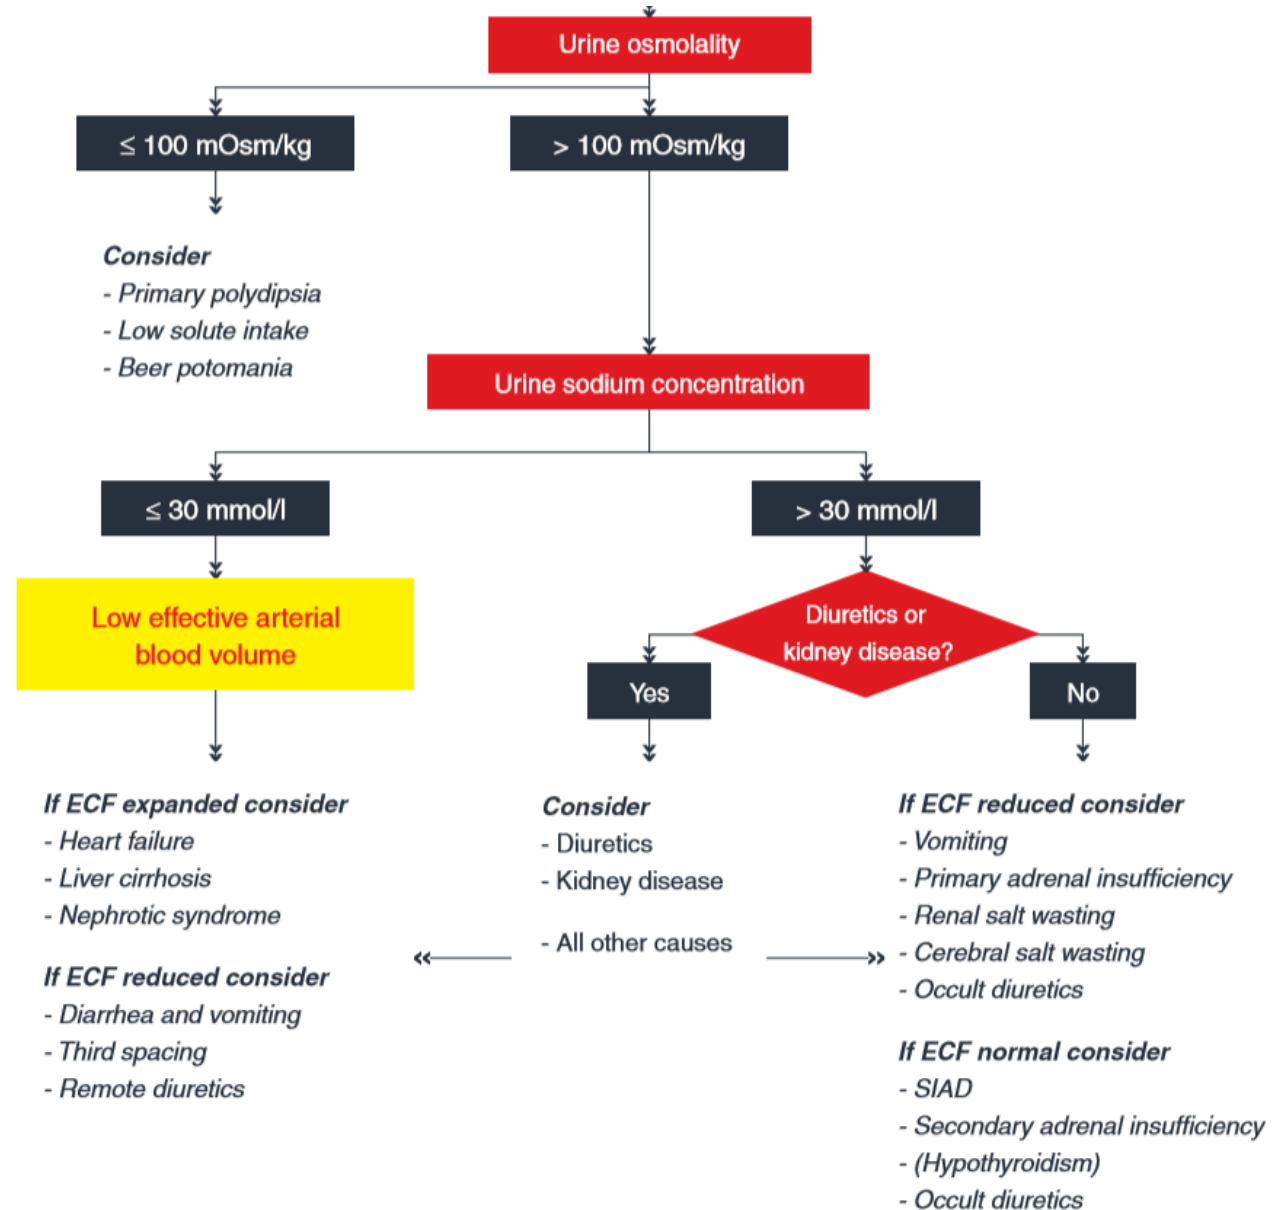 Urine osmolality
≤ 100 mOsm/kg
> 100 mOsm/kg
Consider
- Primary polydipsia
- Low solute intake
- Beer potomania
Urine sodium concentration
≤ 30 mmol/l
> 30 mmol/l
Low effective arterial
blood volume
Diuretics or
kidney disease?
Yes
No
If ECF expanded consider
- Heart failure
- Liver cirrhosis
- Nephrotic syndrome
If ECF reduced consider
- Diarrhea and vomiting
- Third spacing
- Remote diuretics
Consider
- Diuretics
- Kidney disease
- All other causes
If ECF reduced consider
- Vomiting
- Primary adrenal insufficiency
- Renal salt wasting
- Cerebral salt wasting
- Occult diuretics
If ECF normal consider
- SIAD
- Secondary adrenal insufficiency
- (Hypothyroidism)
- Occult diuretics